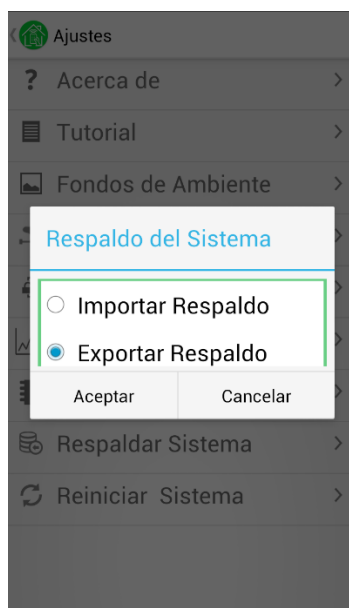 Ajustes
? Acerca de
Tutorial
Fondos de Ambiente
Respaldo del Sistema
Importar Respaldo
Exportar Respaldo
Aceptar Cancelar
Respaldar Sistema
Reiniciar Sistema